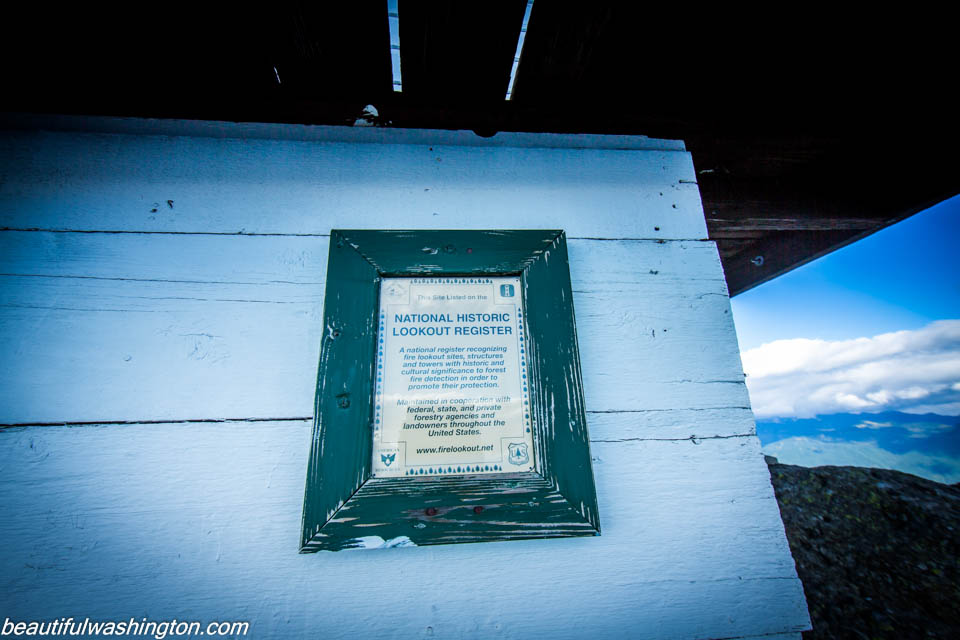 This Site Listed on the
NATIONAL HISTORIC
LOOKOUT REGISTER
A national register recognizing
fire lookout sites, structures
and towers with historic and
cultural significance to forest
fire detection in order to
promote their protection.
Maintained in cooperation with
federal, state, and private
forestry agencies and
landowners throughout the
United States.
www.firelookout.net
beautifulwashington.com